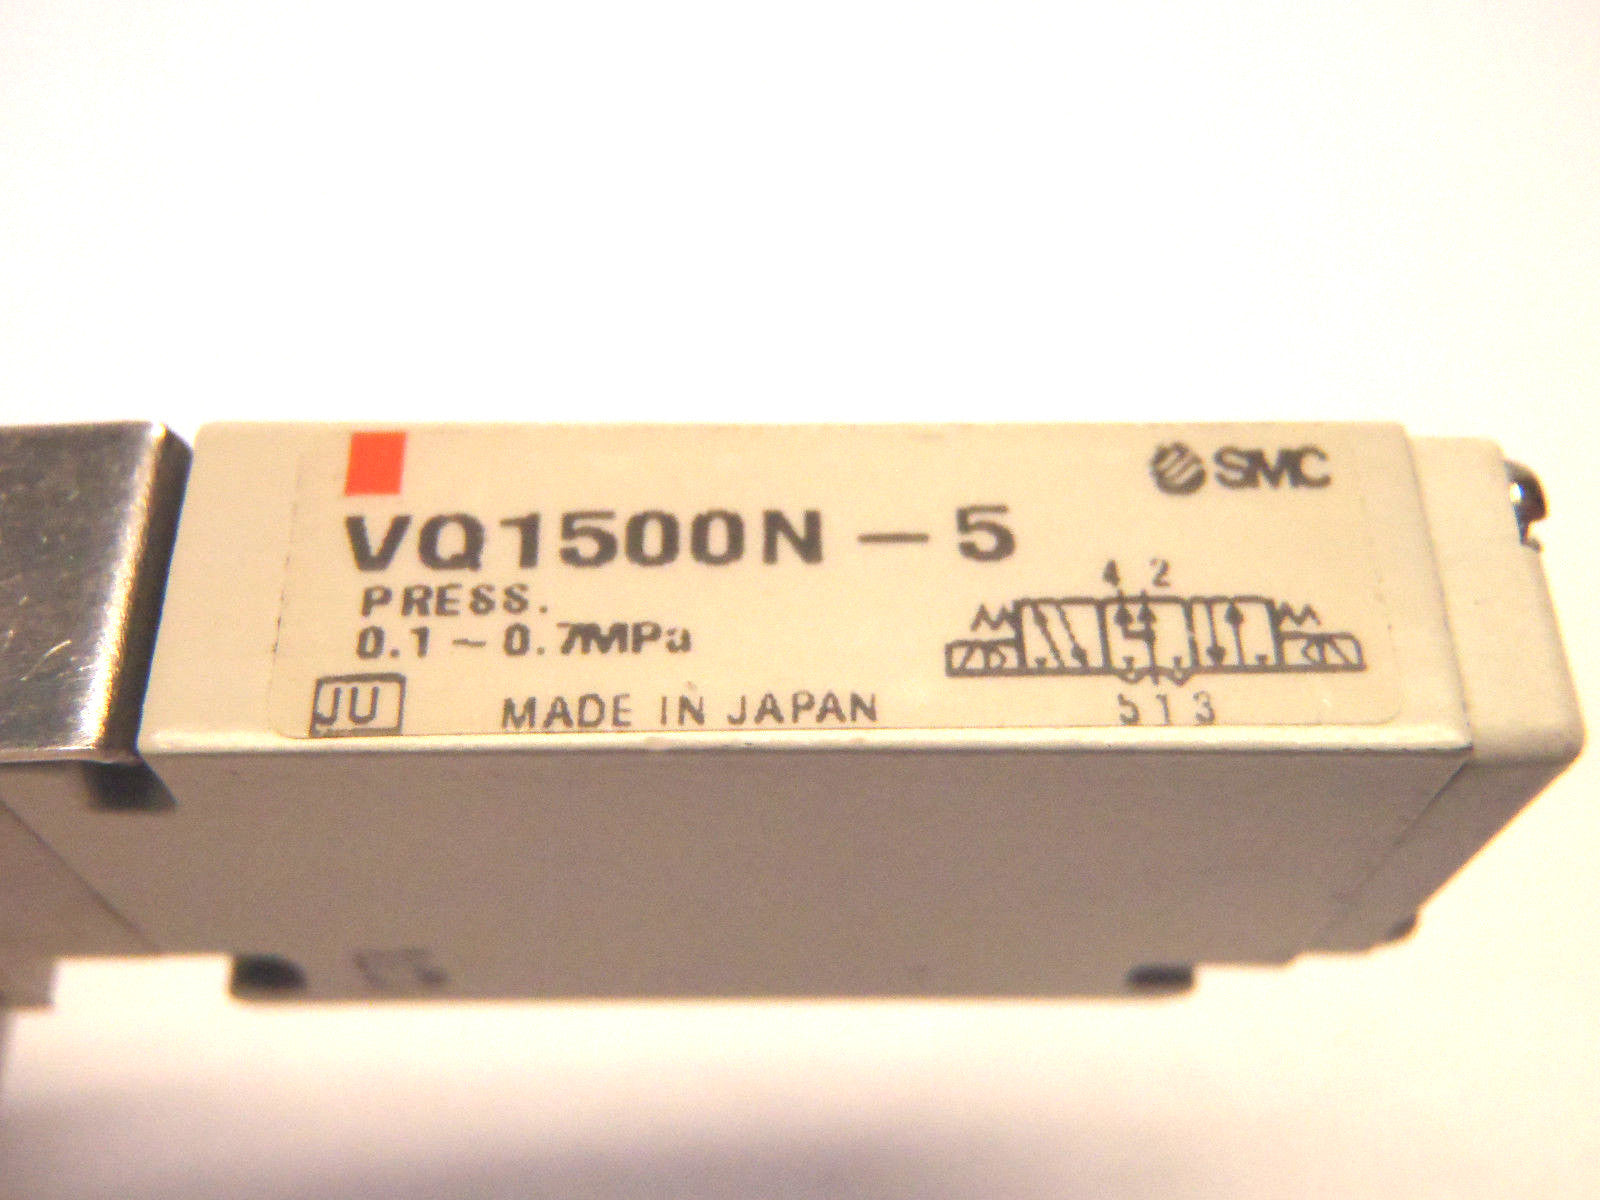 SMC
VQ1500N-5
PRESS.
0.1~0.7MPa
4 2
JU
MADE IN JAPAN
5 1 3